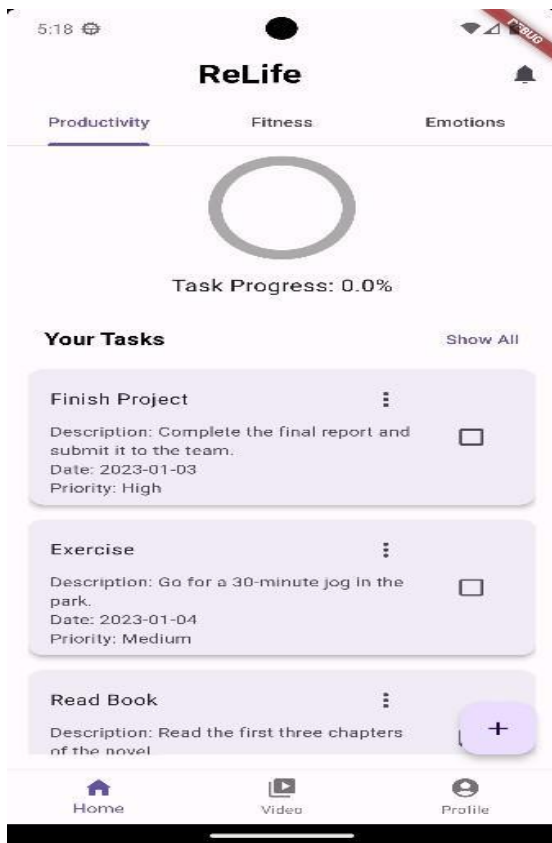 5:18
DEBUG
ReLife
Productivity Fitness Emotions
Task Progress: 0.0%
Your Tasks Show All
Finish Project
Description: Complete the final report and
submit it to the team.
Date: 2023-01-03
Priority: High
Exercise
Description: Go for a 30-minute jog in the
park.
Date: 2023-01-04
Priority: Medium
Read Book
Description: Read the first three chapters
of the novel
+
Home Video Profile